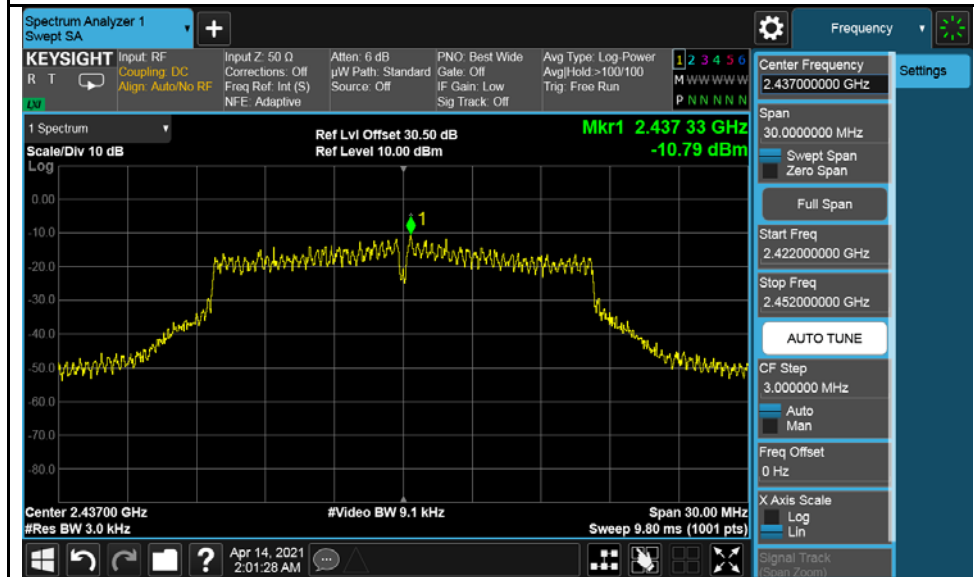 Spectrum Analyzer 1
Swept SA
+
Frequency
KEYSIGHT
R T
LXI
Input: RF
Coupling: DC
Align: Auto/No RF
Input Z: 50 Ω
Corrections: Off
Freq Ref: Int (S)
NFE: Adaptive
Atten: 6 dB
µW Path: Standard
Source: Off
PNO: Best Wide
Gate: Off
IF Gain: Low
Sig Track: Off
Avg Type: Log-Power
Avg|Hold:>100/100
Trig: Free Run
1 2 3 4 5 6
M W W W W W
P N N N N N
Center Frequency
2.437000000 GHz
Settings
1 Spectrum
Scale/Div 10 dB
Log
Ref Lvl Offset 30.50 dB
Ref Level 10.00 dBm
Mkr1 2.437 33 GHz
-10.79 dBm
Span
30.0000000 MHz
Swept Span
Zero Span
Full Span
Start Freq
2.422000000 GHz
Stop Freq
2.452000000 GHz
AUTO TUNE
CF Step
3.000000 MHz
Auto
Man
Freq Offset
0 Hz
X Axis Scale
Log
Lin
Signal Track
(Span Zoom)
1
0.00
-10.0
-20.0
-30.0
-40.0
-50.0
-60.0
-70.0
-80.0
Center 2.43700 GHz
#Res BW 3.0 kHz
#Video BW 9.1 kHz
Span 30.00 MHz
Sweep 9.80 ms (1001 pts)
?
Apr 14, 2021
2:01:28 AM